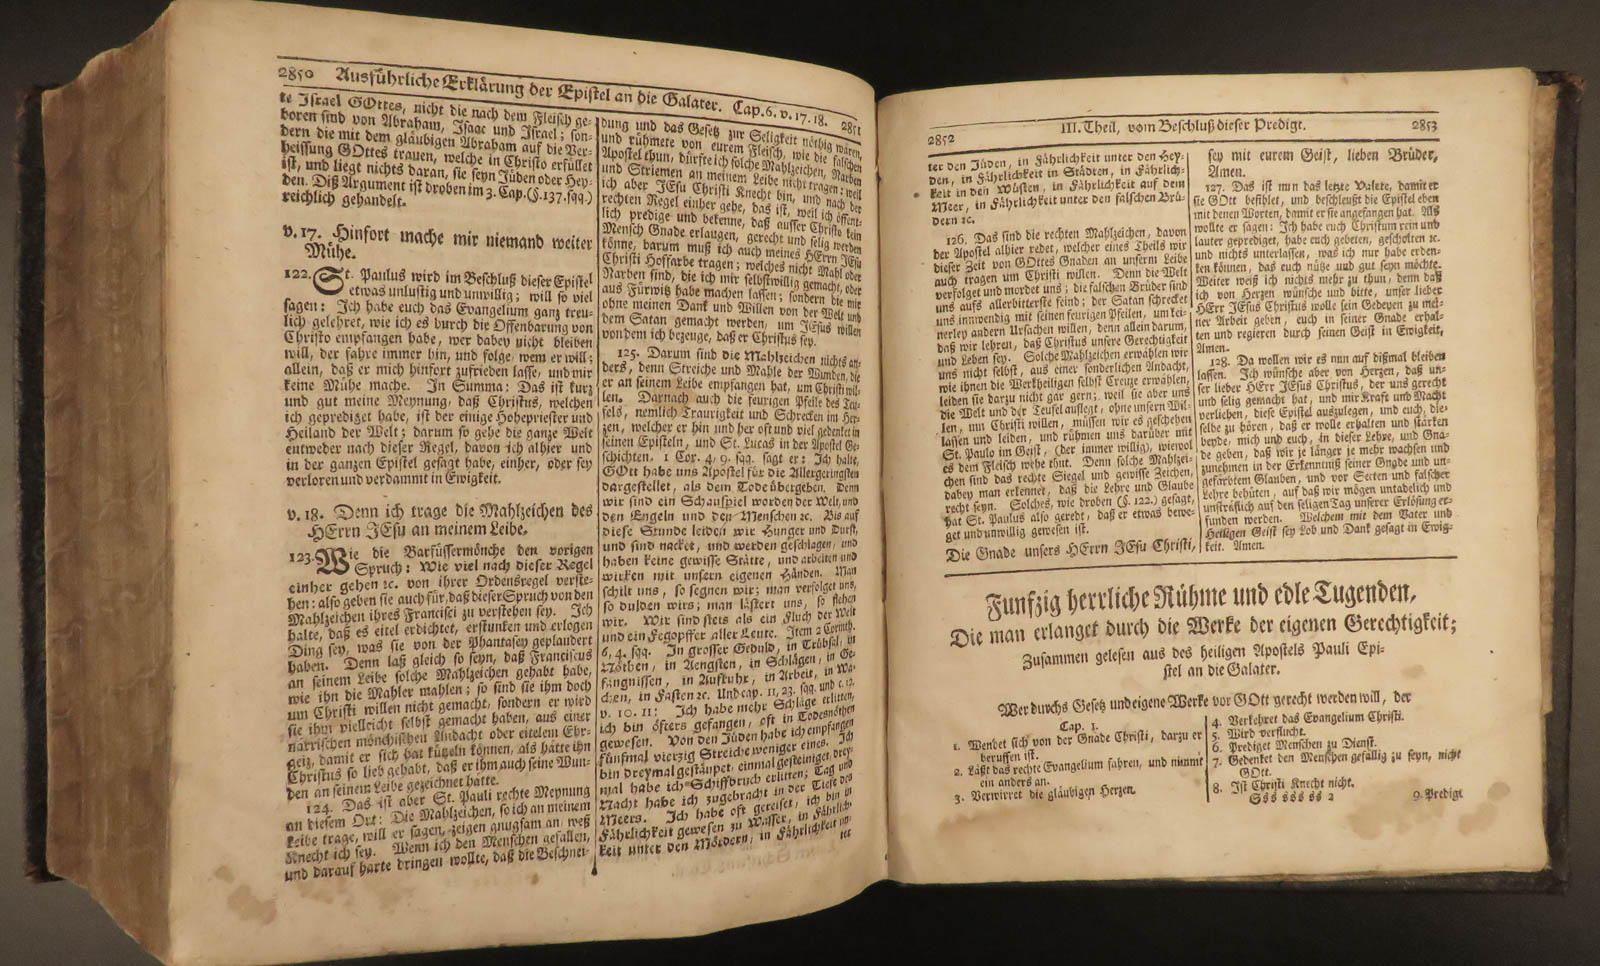 2850 Ausführliche Erklärung der Epistel an die Galater. Cap. 6. v. 17. 18. 2851
te Israel GOttes, nicht die nach dem Fleisch ge-
boren sind von Abraham, Isaac und Israel; son-
dern die mit dem gläubigen Abraham auf die Ver-
heissung GOttes trauen, welche in Christo erfüllet
ist, und liegt nichts daran, sie seyn Jüden oder Hey-
den. Diß Argument ist droben im 3. Cap. (§. 137. sqq.)
reichlich gehandelt.
v. 17. Hinfort mache mir niemand weiter
Mühe.
122. St. Paulus wird im Beschluß dieser Epistel
etwas unlustig und unwillig; will so viel
sagen: Ich habe euch das Evangelium ganz treu-
lich gelehret, wie ich es durch die Offenbarung von
Christo empfangen habe, wer dabey nicht bleiben
will, der fahre immer hin, und folge, wem er will;
allein, daß er mich hinfort zufrieden lasse, und mir
keine Mühe mache. In Summa: Das ist kurz
und gut meine Meynung, daß Christus, welchen
ich geprediget habe, ist der einige Hohepriester und
Heiland der Welt; darum so gehe die ganze Welt
entweder nach dieser Regel, davon ich alhier und
in der ganzen Epistel gesagt habe, einher, oder sey
verloren und verdammt in Ewigkeit.
v. 18. Denn ich trage die Mahlzeichen des
HErrn JEsu an meinem Leibe.
123. Wie die Barfüssermönche den vorigen
Spruch: Wie viel nach dieser Regel
einher gehen ꝛc. von ihrer Ordensregel verste-
hen: also geben sie auch für, daß dieser Spruch von den
Mahlzeichen ihres Francisci zu verstehen sey. Ich
halte, daß es eitel erdichtet, erstunken und erlogen
Ding sey, was sie von der Phantasey geplaudert
haben. Denn laß gleich so seyn, daß Franciscus
an seinem Leibe solche Mahlzeichen gehabt habe,
wie ihn die Mahler mahlen; so sind sie ihm doch
um Christi willen nicht gemacht, sondern er wird
sie ihm vielleicht selbst gemacht haben, aus einer
närrischen mönchischen Andacht oder eitelem Ehr-
geiz, damit er sich hat kützeln können, als hätte ihn
Christus so lieb gehabt, daß er ihm auch seine Wun-
den an seinem Leibe gezeichnet hätte.
124. Das ist aber St. Pauli rechte Meynung
an diesem Ort: Die Mahlzeichen, so ich an meinem
Leibe trage, will er sagen, zeigen gnugsam an, weß
Knecht ich sey. Wenn ich den Menschen gefallen,
und darauf harte dringen wollte, daß die Beschnei-
dung und das Gesetz zur Seligkeit nöthig wären,
und rühmete von eurem Fleisch, wie die falschen
Apostel thun, dürfte ich solche Mahlzeichen, Narben
und Striemen an meinem Leibe nicht tragen; weil
ich aber JEsu Christi Knecht bin, und nach der
rechten Regel einher gehe, das ist, weil ich öffent-
lich predige und bekenne, daß ausser Christo kein
Mensch Gnade erlangen, gerecht und selig werden
könne, darum muß ich auch meines HErrn JEsu
Christi Hoffarbe tragen; welches nicht Mahl oder
Narben sind, die ich mir selbstwillig gemacht, oder
aus Fürwitz habe machen lassen; sondern die mir
ohne meinen Dank und Willen von der Welt und
dem Satan gemacht werden, um JEsus willen
von dem ich bezeuge, daß er Christus sey.
125. Darum sind die Mahlzeichen nichts an-
ders, denn Streiche und Mahle der Wunden, die
er an seinem Leibe empfangen hat, um Christi wil-
len. Darnach auch die feurigen Pfeile des Teu-
fels, nemlich Traurigkeit und Schrecken im Her-
zen, welcher er hin und her oft und viel gedenket in
seinen Episteln, und St. Lucas in der Apostel Ge-
schichten. 1 Cor. 4, 9. sqq. sagt er: Ich halte,
GOtt habe uns Apostel für die Allergeringsten
dargestellet, als dem Tode übergeben. Denn
wir sind ein Schauspiel worden der Welt, und
den Engeln und den Menschen ꝛc. Bis auf
diese Stunde leiden wir Hunger und Durst,
und sind nacket, und werden geschlagen, und
haben keine gewisse Stätte, und arbeiten und
wirken mit unsern eigenen Händen. Man
schilt uns, so segnen wir; man verfolget uns,
so dulden wirs; man lästert uns, so flehen
wir. Wir sind stets als ein Fluch der Welt
und ein Fegopffer aller Leute. Item 2 Corinth.
6, 4. sqq. In grosser Geduld, in Trübsal, in
Nöthen, in Aengsten, in Schlägen, in Ge-
fängnissen, in Aufruhr, in Arbeit, in Wa-
chen, in Fasten ꝛc. Und cap. 11, 23. sqq. und c. 12.
v. 10. 11: Ich habe mehr Schläge erlitten,
ich bin öfters gefangen, oft in Todesnöthen
gewesen. Von den Jüden habe ich empfangen
fünfmal vierzig Streiche weniger eines. Ich
bin dreymal gestäupet, einmal gesteiniget, drey-
mal habe ich Schiffbruch erlitten; Tag und
Nacht habe ich zugebracht in der Tiefe des
Meers. Ich habe oft gereiset; ich bin in
Fährlichkeit gewesen zu Wasser, in Fährlich-
keit unter den Mördern, in Fährlichkeit un-
ter
2852 III. Theil, vom Beschluß dieser Predigt. 2853
ter den Jüden, in Fährlichkeit unter den Hey-
den, in Fährlichkeit in Städten, in Fährlich-
keit in den Wüsten, in Fährlichkeit auf dem
Meer, in Fährlichkeit unter den falschen Brü-
dern ꝛc.
126. Das sind die rechten Mahlzeichen, davon
der Apostel alhier redet, welcher eines Theils wir
dieser Zeit von GOttes Gnaden an unserm Leibe
auch tragen um Christi willen. Denn die Welt
verfolget und mordet uns; die falschen Brüder sind
uns aufs allerbitterste feind; der Satan schrecket
uns inwendig mit seinen feurigen Pfeilen, um kei-
nerley andern Ursachen willen, denn allein darum,
daß wir lehren, daß Christus unsere Gerechtigkeit
und Leben sey. Solche Mahlzeichen erwählen wir
uns nicht selbst, aus einer sonderlichen Andacht,
wie ihnen die Werkheiligen selbst Creuze erwählen,
leiden sie darzu nicht gar gern; weil sie aber uns
die Welt und der Teufel auflegt, ohne unsern Wil-
len, um Christi willen, müssen wir es geschehen
lassen und leiden, und rühmen uns darüber mit
St. Paulo im Geist, (der immer willig), wiewol
es dem Fleisch wehe thut. Denn solche Mahlzei-
chen sind das rechte Siegel und gewisse Zeichen,
dabey man erkennet, daß die Lehre und Glaube
recht seyn. Solches, wie droben (§. 122.) gesagt,
hat St. Paulus also geredt, daß er etwas bewe-
get und unwillig gewesen ist.
Die Gnade unsers HErrn JEsu Christi,
sey mit eurem Geist, lieben Brüder,
Amen.
127. Das ist nun das letzte Valete, damit er
sie GOtt befihlet, und beschleußt die Epistel eben
mit denen Worten, damit er sie angefangen hat. Als
wollte er sagen: Ich habe euch Christum rein und
lauter geprediget, habe euch gebeten, gescholten ꝛc.
und nichts unterlassen, was ich nur habe erden-
ken können, das euch nütze und gut seyn möchte.
Weiter weiß ich nichts mehr zu thun, denn daß
ich von Herzen wünsche und bitte, unser lieber
HErr JEsus Christus wolle sein Gedeyen zu mei-
ner Arbeit geben, euch in seiner Gnade erhal-
ten und regieren durch seinen Geist in Ewigkeit,
Amen.
128. Da wollen wir es nun auf dißmal bleiben
lassen. Ich wünsche aber von Herzen, daß un-
ser lieber HErr JEsus Christus, der uns gerecht
und selig gemacht hat, und mir Kraft und Macht
verliehen, diese Epistel auszulegen, und euch, die-
selbe zu hören, daß er wolle erhalten und stärken
beyde, mich und euch, in dieser Lehre, und Gna-
de geben, daß wir je länger je mehr wachsen und
zunehmen in der Erkenntniß seiner Gnade und un-
gefärbtem Glauben, und vor Secten und falscher
Lehre behüten, auf daß wir mögen untadelich und
unsträflich auf den seligen Tag unserer Erlösung er-
funden werden. Welchem mit dem Vater und
Heiligen Geist sey Lob und Dank gesagt in Ewig-
keit. Amen.
Funfzig herrliche Rühme und edle Tugenden,
Die man erlanget durch die Werke der eigenen Gerechtigkeit;
Zusammen gelesen aus des heiligen Apostels Pauli Epi-
stel an die Galater.
Wer durchs Gesetz und eigene Werke vor GOtt gerecht werden will, der
Cap. 1.
1. Wendet sich von der Gnade Christi, darzu er
beruffen ist.
2. Läßt das rechte Evangelium fahren, und nimmt
ein anders an.
3. Verwirret die gläubigen Herzen.
4. Verkehret das Evangelium Christi.
5. Wird verflucht.
6. Prediget Menschen zu Dienst.
7. Gedenket den Menschen gefällig zu seyn, nicht
GOtt.
8. Ist Christi Knecht nicht.
Sss sss ss 2 9. Predigt